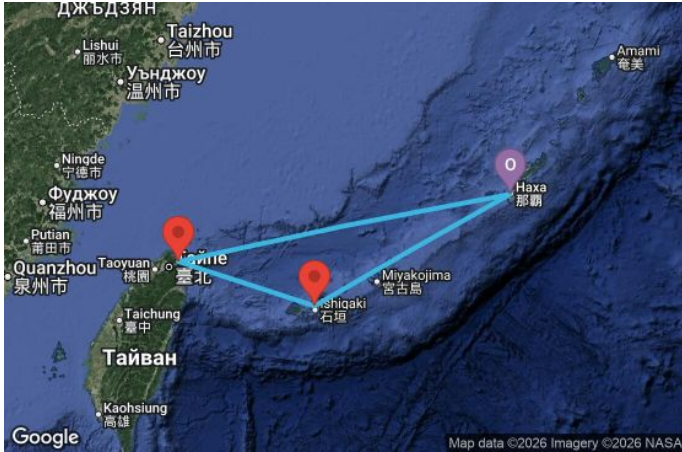 ДЖЪДЗЯН
Taizhou
台州市
Lishui
丽水市
Уънджоу
温州市
Amami
奄美
Ningde
宁德市
O
Фуджоу
福州市
Наха
那覇
Putian
莆田市
Quanzhou
泉州市
Taoyuan
桃園
臺北
Miyakojima
宮古島
Ishigaki
石垣
Taichung
臺中
Тайван
Kaohsiung
高雄
Google
Map data ©2026 Imagery ©2026 NASA